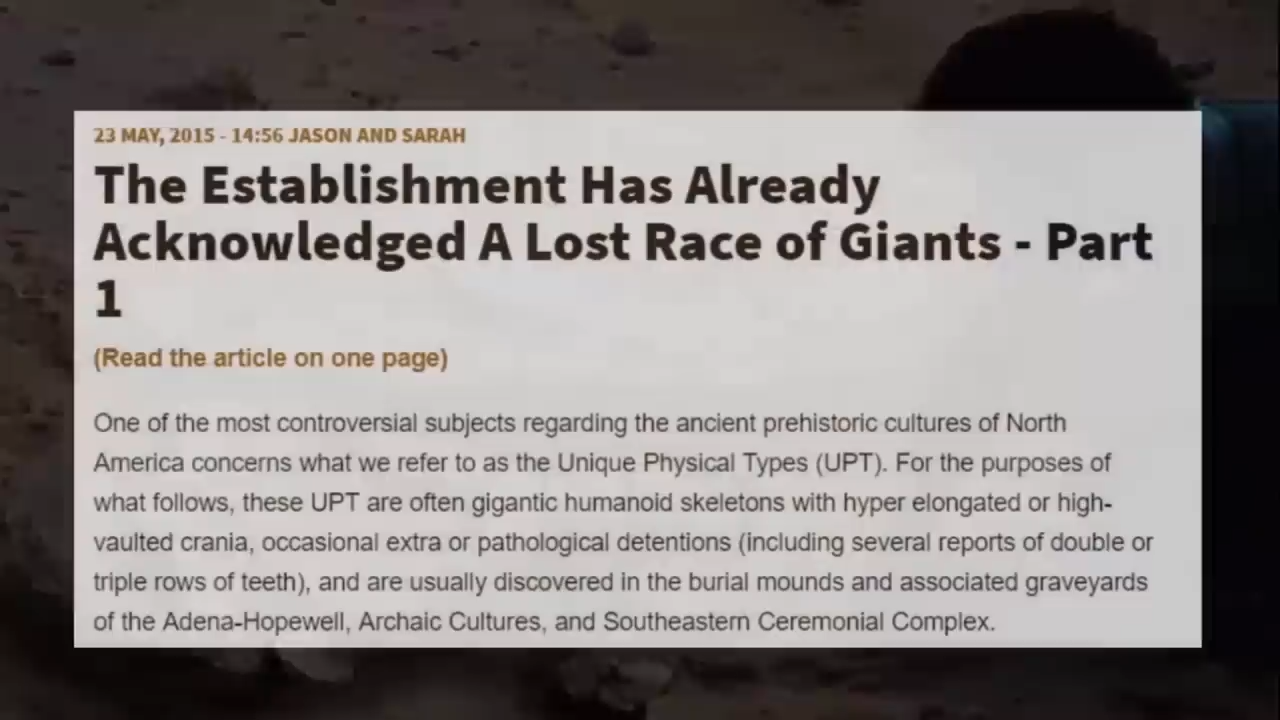 23 MAY, 2015 - 14:56 JASON AND SARAH
The Establishment Has Already
Acknowledged A Lost Race of Giants - Part
1
(Read the article on one page)
One of the most controversial subjects regarding the ancient prehistoric cultures of North
America concerns what we refer to as the Unique Physical Types (UPT). For the purposes of
what follows, these UPT are often gigantic humanoid skeletons with hyper elongated or high-
vaulted crania, occasional extra or pathological detentions (including several reports of double or
triple rows of teeth), and are usually discovered in the burial mounds and associated graveyards
of the Adena-Hopewell, Archaic Cultures, and Southeastern Ceremonial Complex.